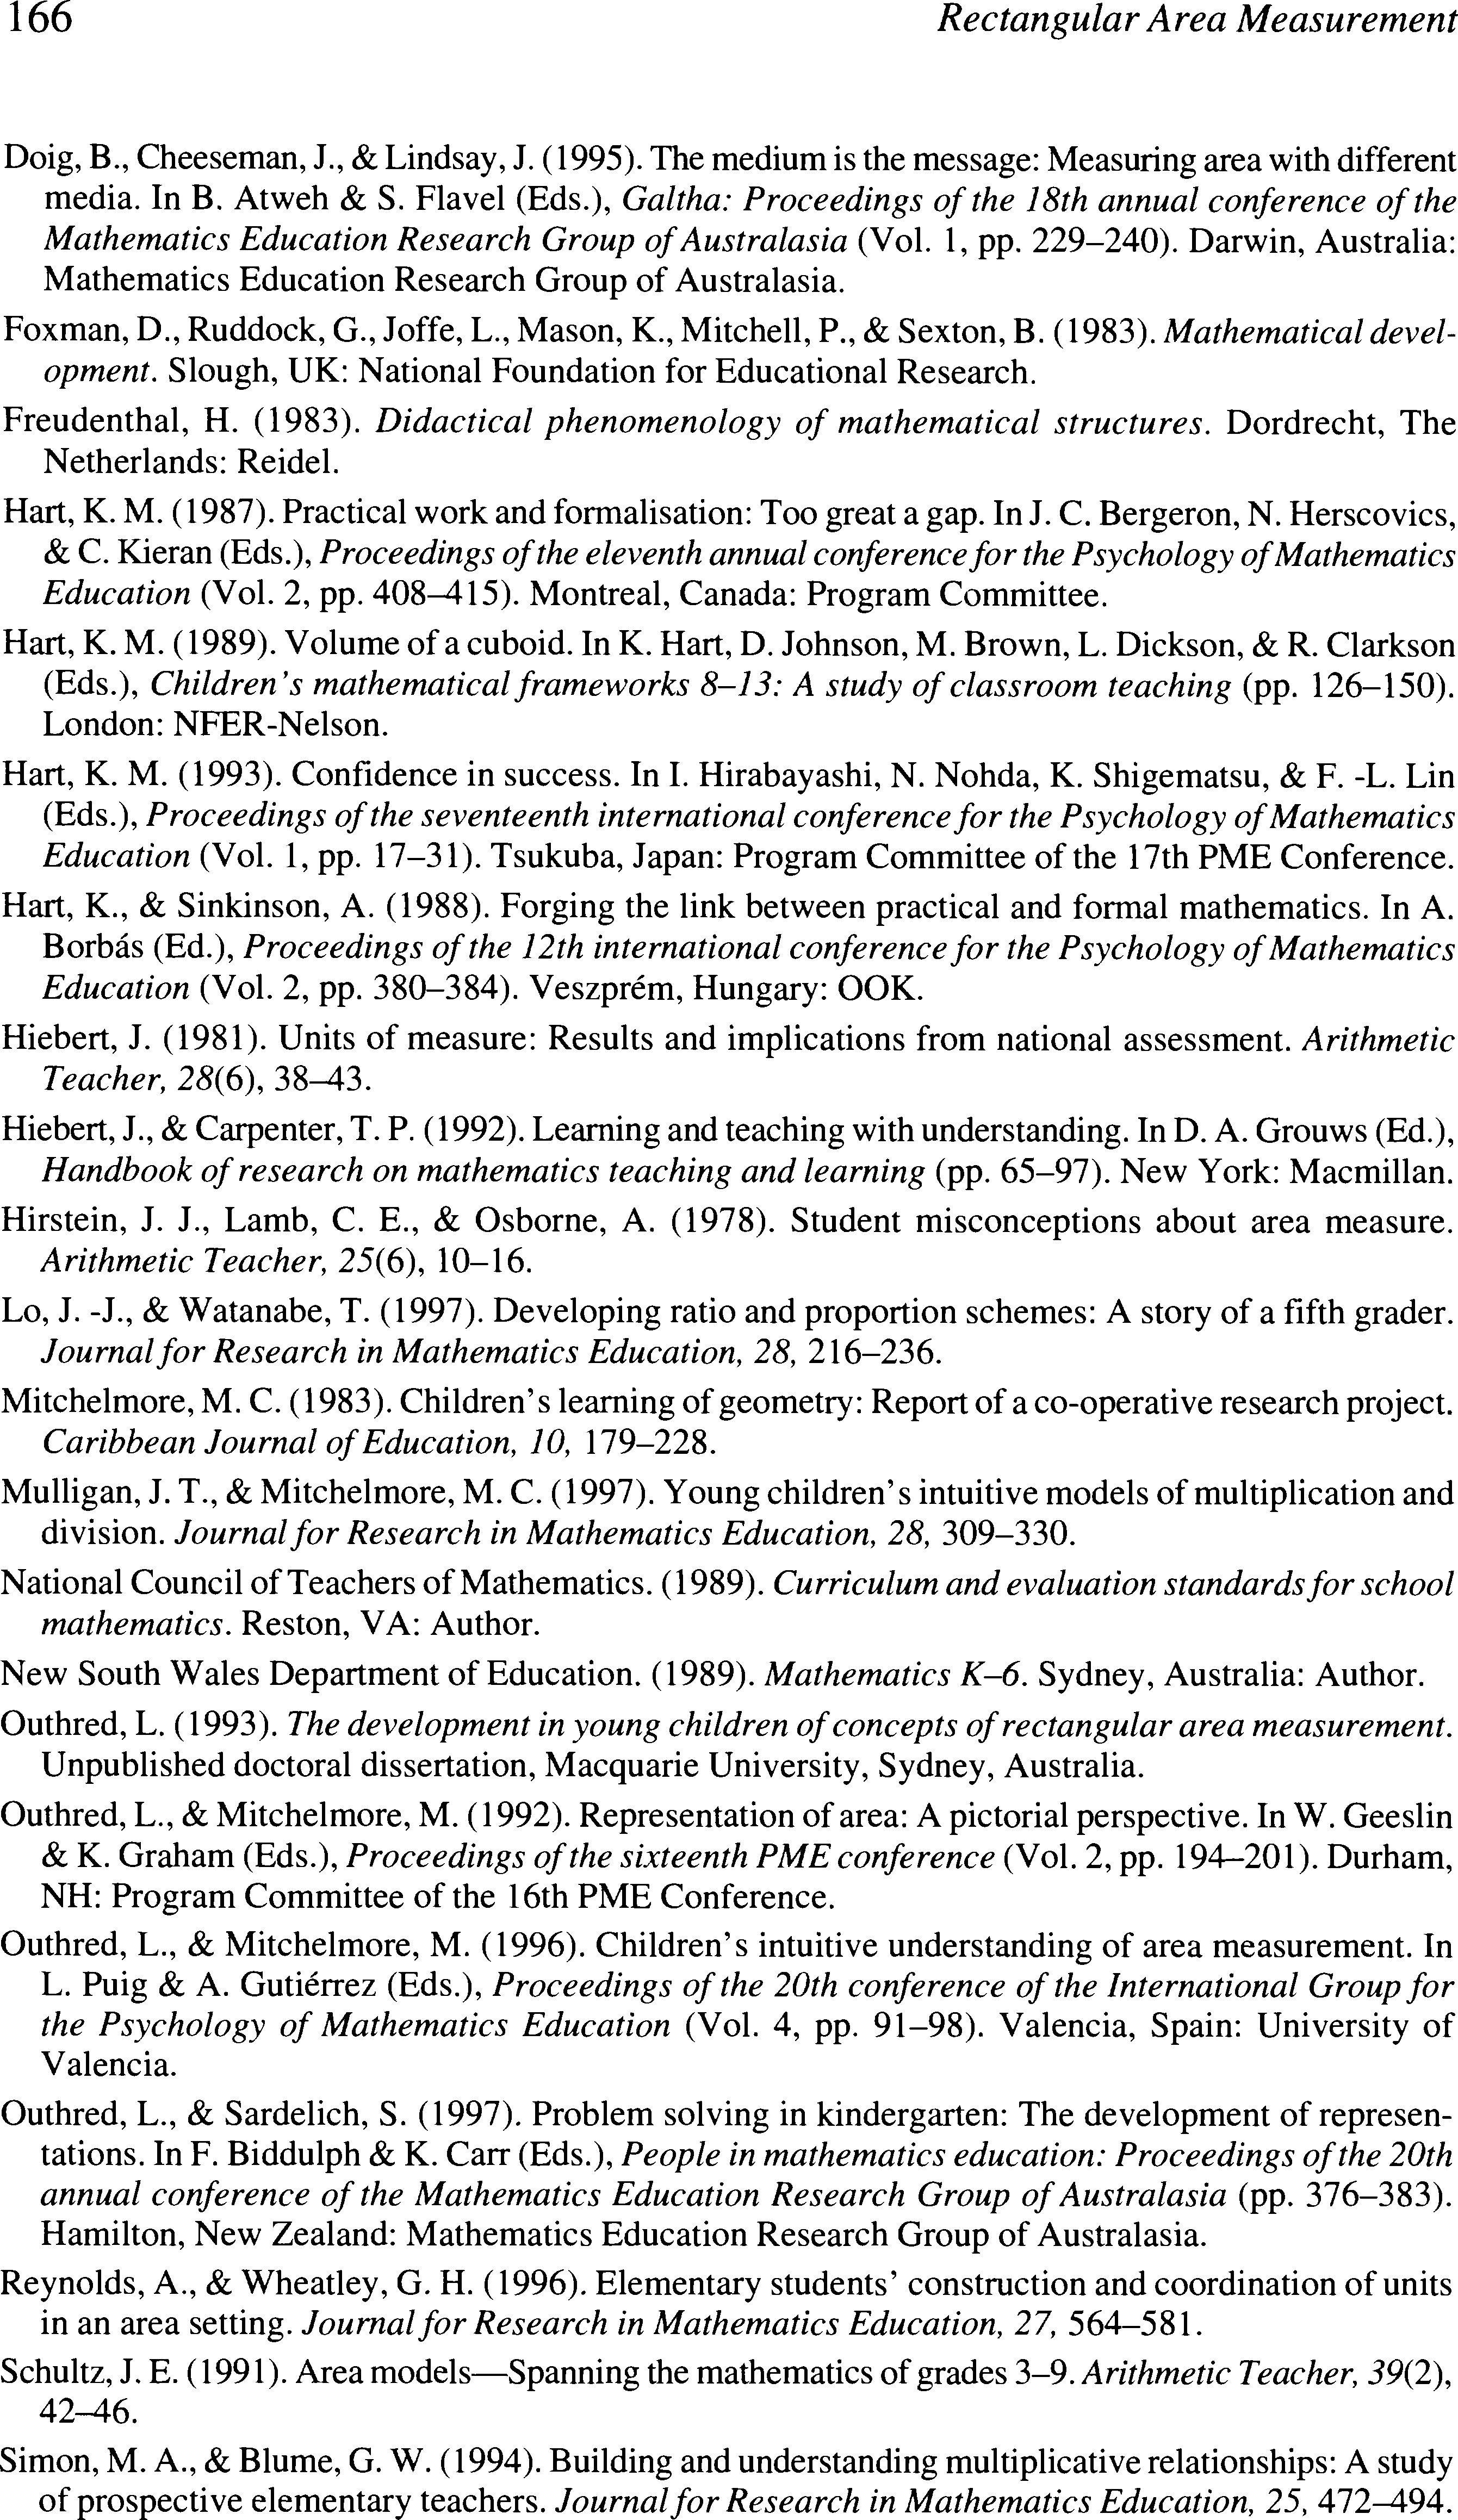 166 Rectangular Area Measurement
Doig, B., Cheeseman, J., & Lindsay, J. (1995). The medium is the message: Measuring area with different
media. In B. Atweh & S. Flavel (Eds.), Galtha: Proceedings of the 18th annual conference of the
Mathematics Education Research Group of Australasia (Vol. 1, pp. 229–240). Darwin, Australia:
Mathematics Education Research Group of Australasia.
Foxman, D., Ruddock, G., Joffe, L., Mason, K., Mitchell, P., & Sexton, B. (1983). Mathematical devel-
opment. Slough, UK: National Foundation for Educational Research.
Freudenthal, H. (1983). Didactical phenomenology of mathematical structures. Dordrecht, The
Netherlands: Reidel.
Hart, K. M. (1987). Practical work and formalisation: Too great a gap. In J. C. Bergeron, N. Herscovics,
& C. Kieran (Eds.), Proceedings of the eleventh annual conference for the Psychology of Mathematics
Education (Vol. 2, pp. 408–415). Montreal, Canada: Program Committee.
Hart, K. M. (1989). Volume of a cuboid. In K. Hart, D. Johnson, M. Brown, L. Dickson, & R. Clarkson
(Eds.), Children's mathematical frameworks 8–13: A study of classroom teaching (pp. 126–150).
London: NFER-Nelson.
Hart, K. M. (1993). Confidence in success. In I. Hirabayashi, N. Nohda, K. Shigematsu, & F. -L. Lin
(Eds.), Proceedings of the seventeenth international conference for the Psychology of Mathematics
Education (Vol. 1, pp. 17–31). Tsukuba, Japan: Program Committee of the 17th PME Conference.
Hart, K., & Sinkinson, A. (1988). Forging the link between practical and formal mathematics. In A.
Borbás (Ed.), Proceedings of the 12th international conference for the Psychology of Mathematics
Education (Vol. 2, pp. 380–384). Veszprém, Hungary: OOK.
Hiebert, J. (1981). Units of measure: Results and implications from national assessment. Arithmetic
Teacher, 28(6), 38–43.
Hiebert, J., & Carpenter, T. P. (1992). Learning and teaching with understanding. In D. A. Grouws (Ed.),
Handbook of research on mathematics teaching and learning (pp. 65–97). New York: Macmillan.
Hirstein, J. J., Lamb, C. E., & Osborne, A. (1978). Student misconceptions about area measure.
Arithmetic Teacher, 25(6), 10–16.
Lo, J. -J., & Watanabe, T. (1997). Developing ratio and proportion schemes: A story of a fifth grader.
Journal for Research in Mathematics Education, 28, 216–236.
Mitchelmore, M. C. (1983). Children's learning of geometry: Report of a co-operative research project.
Caribbean Journal of Education, 10, 179–228.
Mulligan, J. T., & Mitchelmore, M. C. (1997). Young children's intuitive models of multiplication and
division. Journal for Research in Mathematics Education, 28, 309–330.
National Council of Teachers of Mathematics. (1989). Curriculum and evaluation standards for school
mathematics. Reston, VA: Author.
New South Wales Department of Education. (1989). Mathematics K–6. Sydney, Australia: Author.
Outhred, L. (1993). The development in young children of concepts of rectangular area measurement.
Unpublished doctoral dissertation, Macquarie University, Sydney, Australia.
Outhred, L., & Mitchelmore, M. (1992). Representation of area: A pictorial perspective. In W. Geeslin
& K. Graham (Eds.), Proceedings of the sixteenth PME conference (Vol. 2, pp. 194–201). Durham,
NH: Program Committee of the 16th PME Conference.
Outhred, L., & Mitchelmore, M. (1996). Children's intuitive understanding of area measurement. In
L. Puig & A. Gutiérrez (Eds.), Proceedings of the 20th conference of the International Group for
the Psychology of Mathematics Education (Vol. 4, pp. 91–98). Valencia, Spain: University of
Valencia.
Outhred, L., & Sardelich, S. (1997). Problem solving in kindergarten: The development of represen-
tations. In F. Biddulph & K. Carr (Eds.), People in mathematics education: Proceedings of the 20th
annual conference of the Mathematics Education Research Group of Australasia (pp. 376–383).
Hamilton, New Zealand: Mathematics Education Research Group of Australasia.
Reynolds, A., & Wheatley, G. H. (1996). Elementary students' construction and coordination of units
in an area setting. Journal for Research in Mathematics Education, 27, 564–581.
Schultz, J. E. (1991). Area models—Spanning the mathematics of grades 3–9. Arithmetic Teacher, 39(2),
42–46.
Simon, M. A., & Blume, G. W. (1994). Building and understanding multiplicative relationships: A study
of prospective elementary teachers. Journal for Research in Mathematics Education, 25, 472–494.